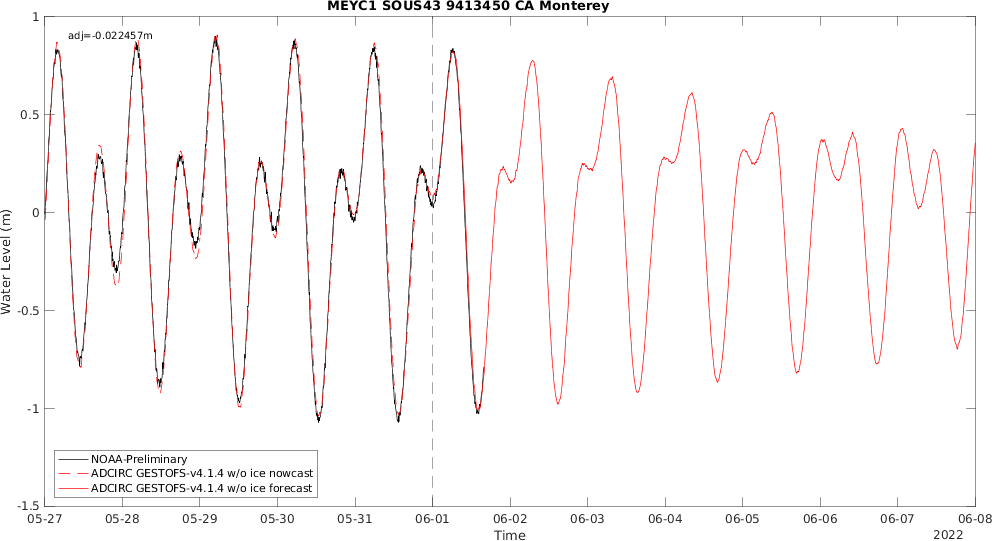 MEYC1 SOUS43 9413450 CA Monterey
adj=-0.022457m
1
0.5
0
-0.5
-1
-1.5
Water Level (m)
NOAA-Preliminary
ADCIRC GESTOFS-v4.1.4 w/o ice nowcast
ADCIRC GESTOFS-v4.1.4 w/o ice forecast
05-27 05-28 05-29 05-30 05-31 06-01 06-02 06-03 06-04 06-05 06-06 06-07 06-08
Time
2022